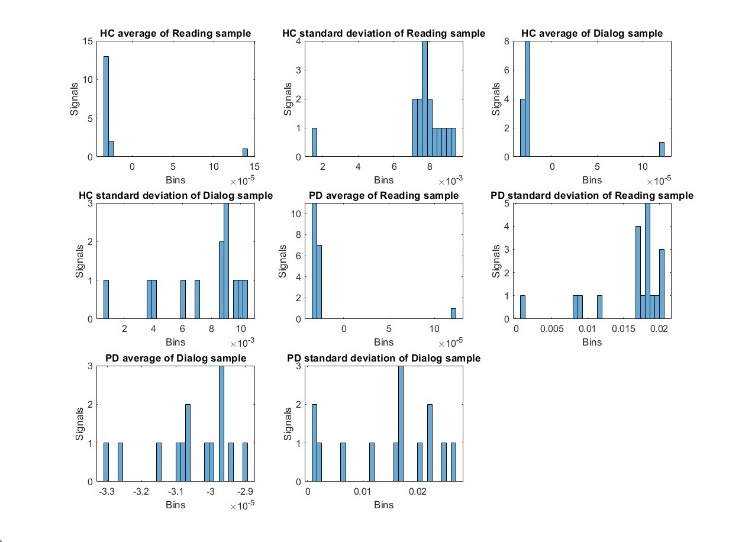 HC average of Reading sample
HC standard deviation of Reading sample
HC average of Dialog sample
15
10
5
0
Signals
0 5 10 15
Bins
×10-5
4
3
2
1
0
Signals
2 4 6 8
Bins
×10-3
8
6
4
2
0
Signals
0 5 10
Bins
×10-5
HC standard deviation of Dialog sample
PD average of Reading sample
PD standard deviation of Reading sample
3
2
1
0
Signals
2 4 6 8 10
Bins
×10-3
10
8
6
4
2
0
Signals
0 5 10
Bins
×10-5
5
4
3
2
1
0
Signals
0 0.005 0.01 0.015 0.02
Bins
PD average of Dialog sample
PD standard deviation of Dialog sample
3
2
1
0
Signals
-3.3 -3.2 -3.1 -3 -2.9
Bins
×10-5
3
2
1
0
Signals
0 0.01 0.02
Bins